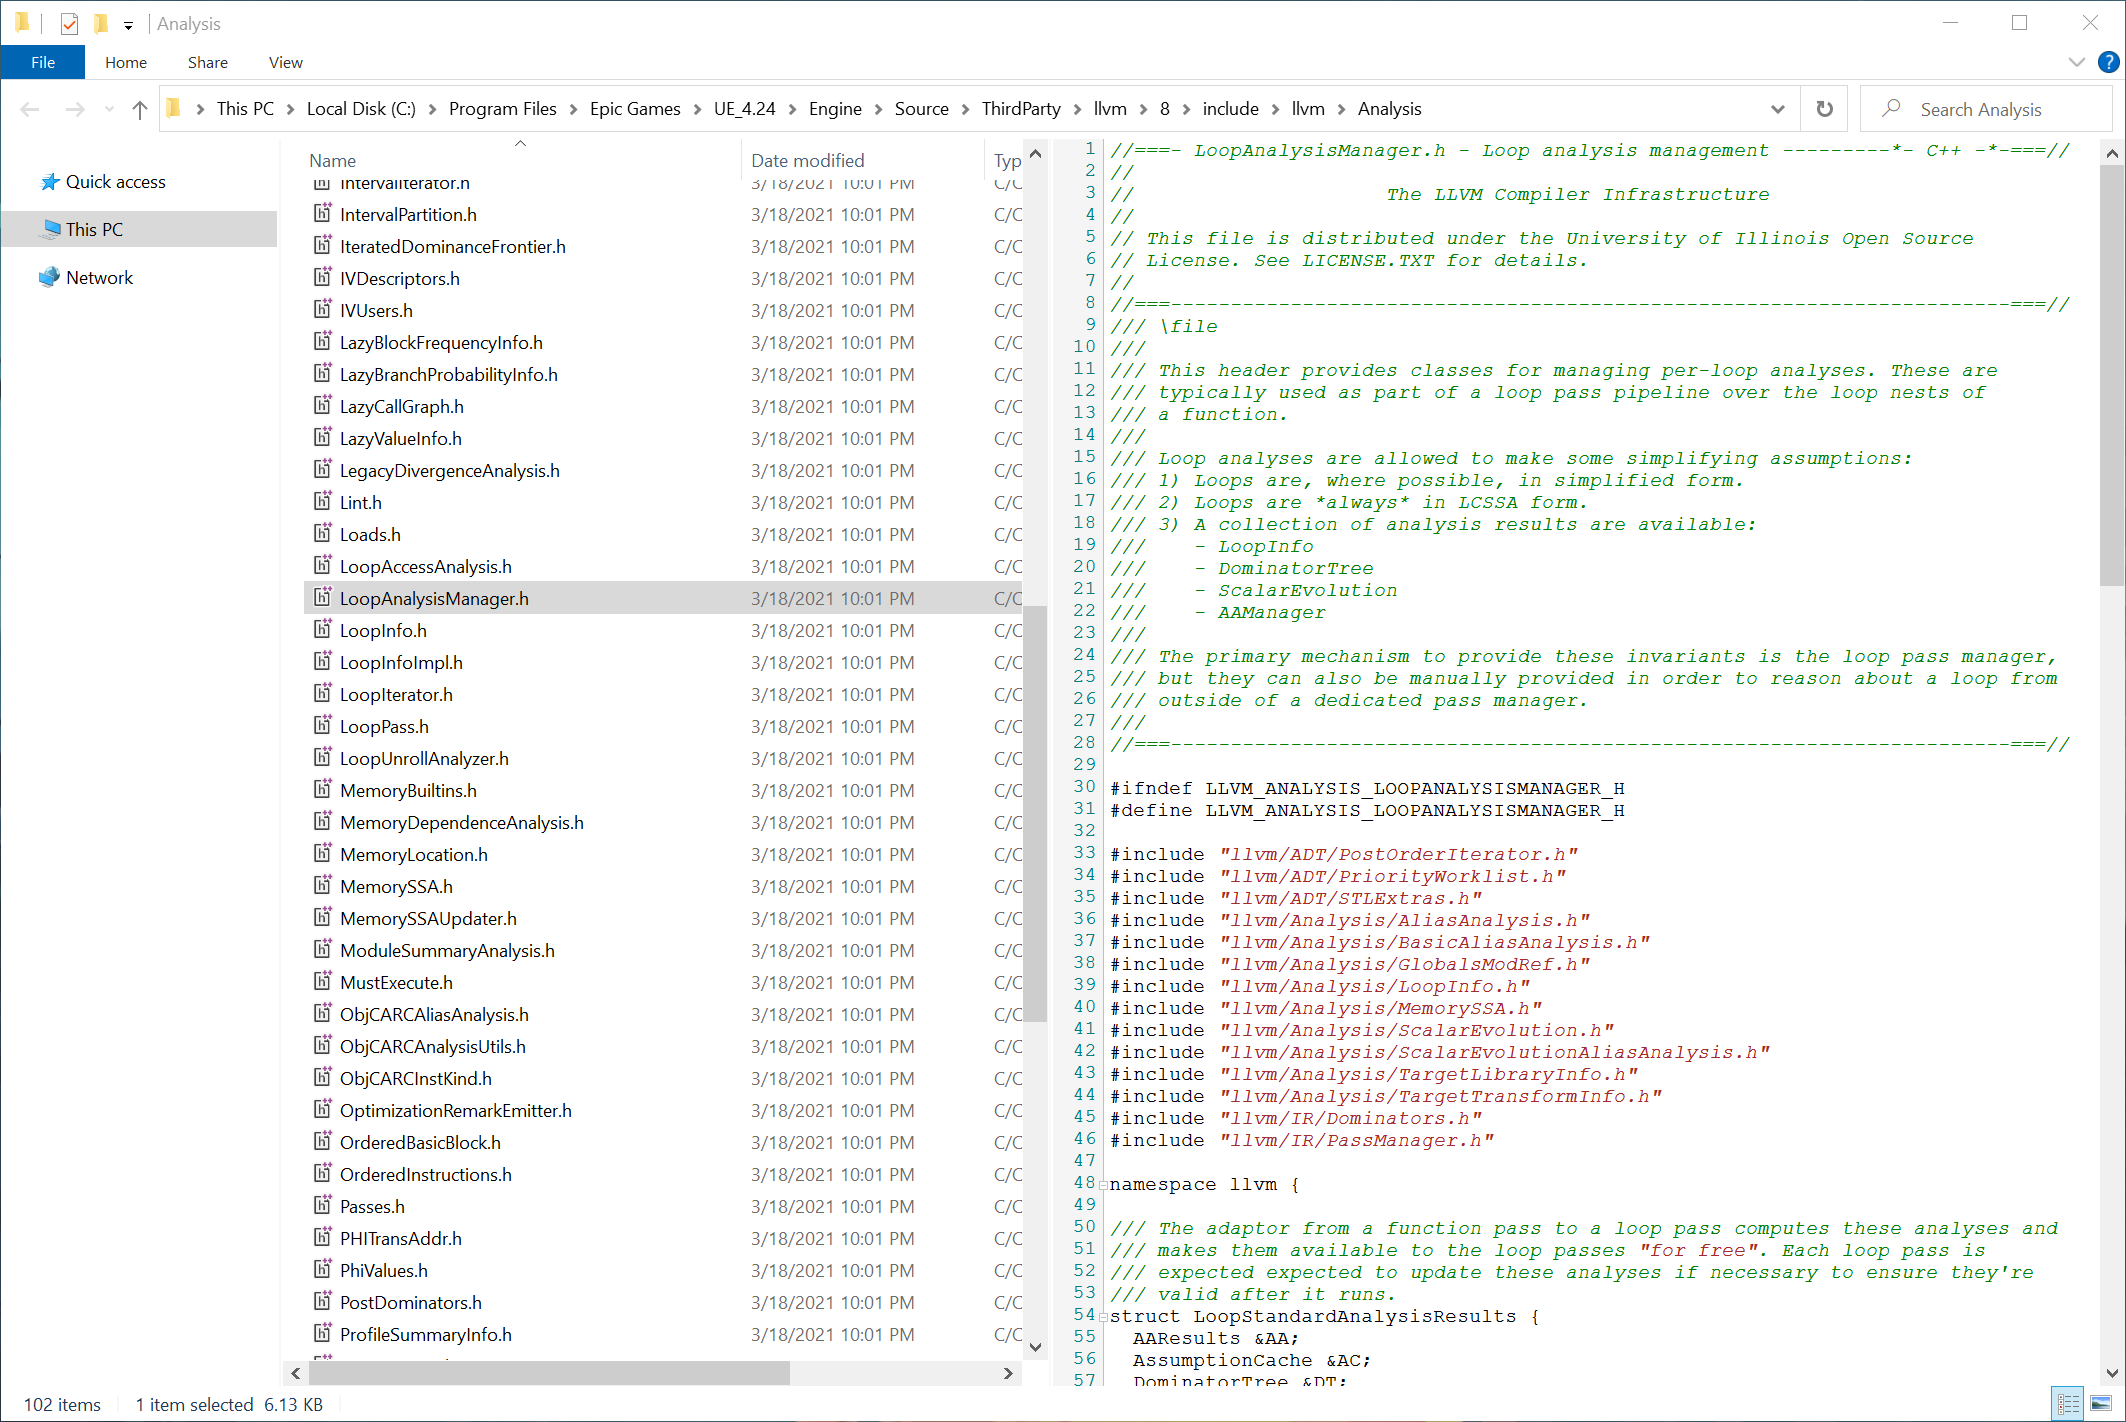 Analysis
File Home Share View
This PC Local Disk (C:) Program Files Epic Games UE_4.24 Engine Source ThirdParty llvm 8 include llvm Analysis
Search Analysis
Quick access
This PC
Network
Name Date modified Typ
IntervalIterator.h 3/18/2021 10:01 PM C/C
IntervalPartition.h 3/18/2021 10:01 PM C/C
IteratedDominanceFrontier.h 3/18/2021 10:01 PM C/C
IVDescriptors.h 3/18/2021 10:01 PM C/C
IVUsers.h 3/18/2021 10:01 PM C/C
LazyBlockFrequencyInfo.h 3/18/2021 10:01 PM C/C
LazyBranchProbabilityInfo.h 3/18/2021 10:01 PM C/C
LazyCallGraph.h 3/18/2021 10:01 PM C/C
LazyValueInfo.h 3/18/2021 10:01 PM C/C
LegacyDivergenceAnalysis.h 3/18/2021 10:01 PM C/C
Lint.h 3/18/2021 10:01 PM C/C
Loads.h 3/18/2021 10:01 PM C/C
LoopAccessAnalysis.h 3/18/2021 10:01 PM C/C
LoopAnalysisManager.h 3/18/2021 10:01 PM C/C
LoopInfo.h 3/18/2021 10:01 PM C/C
LoopInfoImpl.h 3/18/2021 10:01 PM C/C
LoopIterator.h 3/18/2021 10:01 PM C/C
LoopPass.h 3/18/2021 10:01 PM C/C
LoopUnrollAnalyzer.h 3/18/2021 10:01 PM C/C
MemoryBuiltins.h 3/18/2021 10:01 PM C/C
MemoryDependenceAnalysis.h 3/18/2021 10:01 PM C/C
MemoryLocation.h 3/18/2021 10:01 PM C/C
MemorySSA.h 3/18/2021 10:01 PM C/C
MemorySSAUpdater.h 3/18/2021 10:01 PM C/C
ModuleSummaryAnalysis.h 3/18/2021 10:01 PM C/C
MustExecute.h 3/18/2021 10:01 PM C/C
ObjCARCAliasAnalysis.h 3/18/2021 10:01 PM C/C
ObjCARCAnalysisUtils.h 3/18/2021 10:01 PM C/C
ObjCARCInstKind.h 3/18/2021 10:01 PM C/C
OptimizationRemarkEmitter.h 3/18/2021 10:01 PM C/C
OrderedBasicBlock.h 3/18/2021 10:01 PM C/C
OrderedInstructions.h 3/18/2021 10:01 PM C/C
Passes.h 3/18/2021 10:01 PM C/C
PHITransAddr.h 3/18/2021 10:01 PM C/C
PhiValues.h 3/18/2021 10:01 PM C/C
PostDominators.h 3/18/2021 10:01 PM C/C
ProfileSummaryInfo.h 3/18/2021 10:01 PM C/C
1 //===- LoopAnalysisManager.h - Loop analysis management ---------*- C++ -*-===//
2 //
3 // The LLVM Compiler Infrastructure
4 //
5 // This file is distributed under the University of Illinois Open Source
6 // License. See LICENSE.TXT for details.
7 //
8 //===----------------------------------------------------------------------===//
9 /// \file
10 ///
11 /// This header provides classes for managing per-loop analyses. These are
12 /// typically used as part of a loop pass pipeline over the loop nests of
13 /// a function.
14 ///
15 /// Loop analyses are allowed to make some simplifying assumptions:
16 /// 1) Loops are, where possible, in simplified form.
17 /// 2) Loops are *always* in LCSSA form.
18 /// 3) A collection of analysis results are available:
19 /// - LoopInfo
20 /// - DominatorTree
21 /// - ScalarEvolution
22 /// - AAManager
23 ///
24 /// The primary mechanism to provide these invariants is the loop pass manager,
25 /// but they can also be manually provided in order to reason about a loop from
26 /// outside of a dedicated pass manager.
27 ///
28 //===----------------------------------------------------------------------===//
29
30 #ifndef LLVM_ANALYSIS_LOOPANALYSISMANAGER_H
31 #define LLVM_ANALYSIS_LOOPANALYSISMANAGER_H
32
33 #include "llvm/ADT/PostOrderIterator.h"
34 #include "llvm/ADT/PriorityWorklist.h"
35 #include "llvm/ADT/STLExtras.h"
36 #include "llvm/Analysis/AliasAnalysis.h"
37 #include "llvm/Analysis/BasicAliasAnalysis.h"
38 #include "llvm/Analysis/GlobalsModRef.h"
39 #include "llvm/Analysis/LoopInfo.h"
40 #include "llvm/Analysis/MemorySSA.h"
41 #include "llvm/Analysis/ScalarEvolution.h"
42 #include "llvm/Analysis/ScalarEvolutionAliasAnalysis.h"
43 #include "llvm/Analysis/TargetLibraryInfo.h"
44 #include "llvm/Analysis/TargetTransformInfo.h"
45 #include "llvm/IR/Dominators.h"
46 #include "llvm/IR/PassManager.h"
47
48 namespace llvm {
49
50 /// The adaptor from a function pass to a loop pass computes these analyses and
51 /// makes them available to the loop passes "for free". Each loop pass is
52 /// expected expected to update these analyses if necessary to ensure they're
53 /// valid after it runs.
54 struct LoopStandardAnalysisResults {
55 AAResults &AA;
56 AssumptionCache &AC;
57 DominatorTree &DT;
102 items 1 item selected 6.13 KB